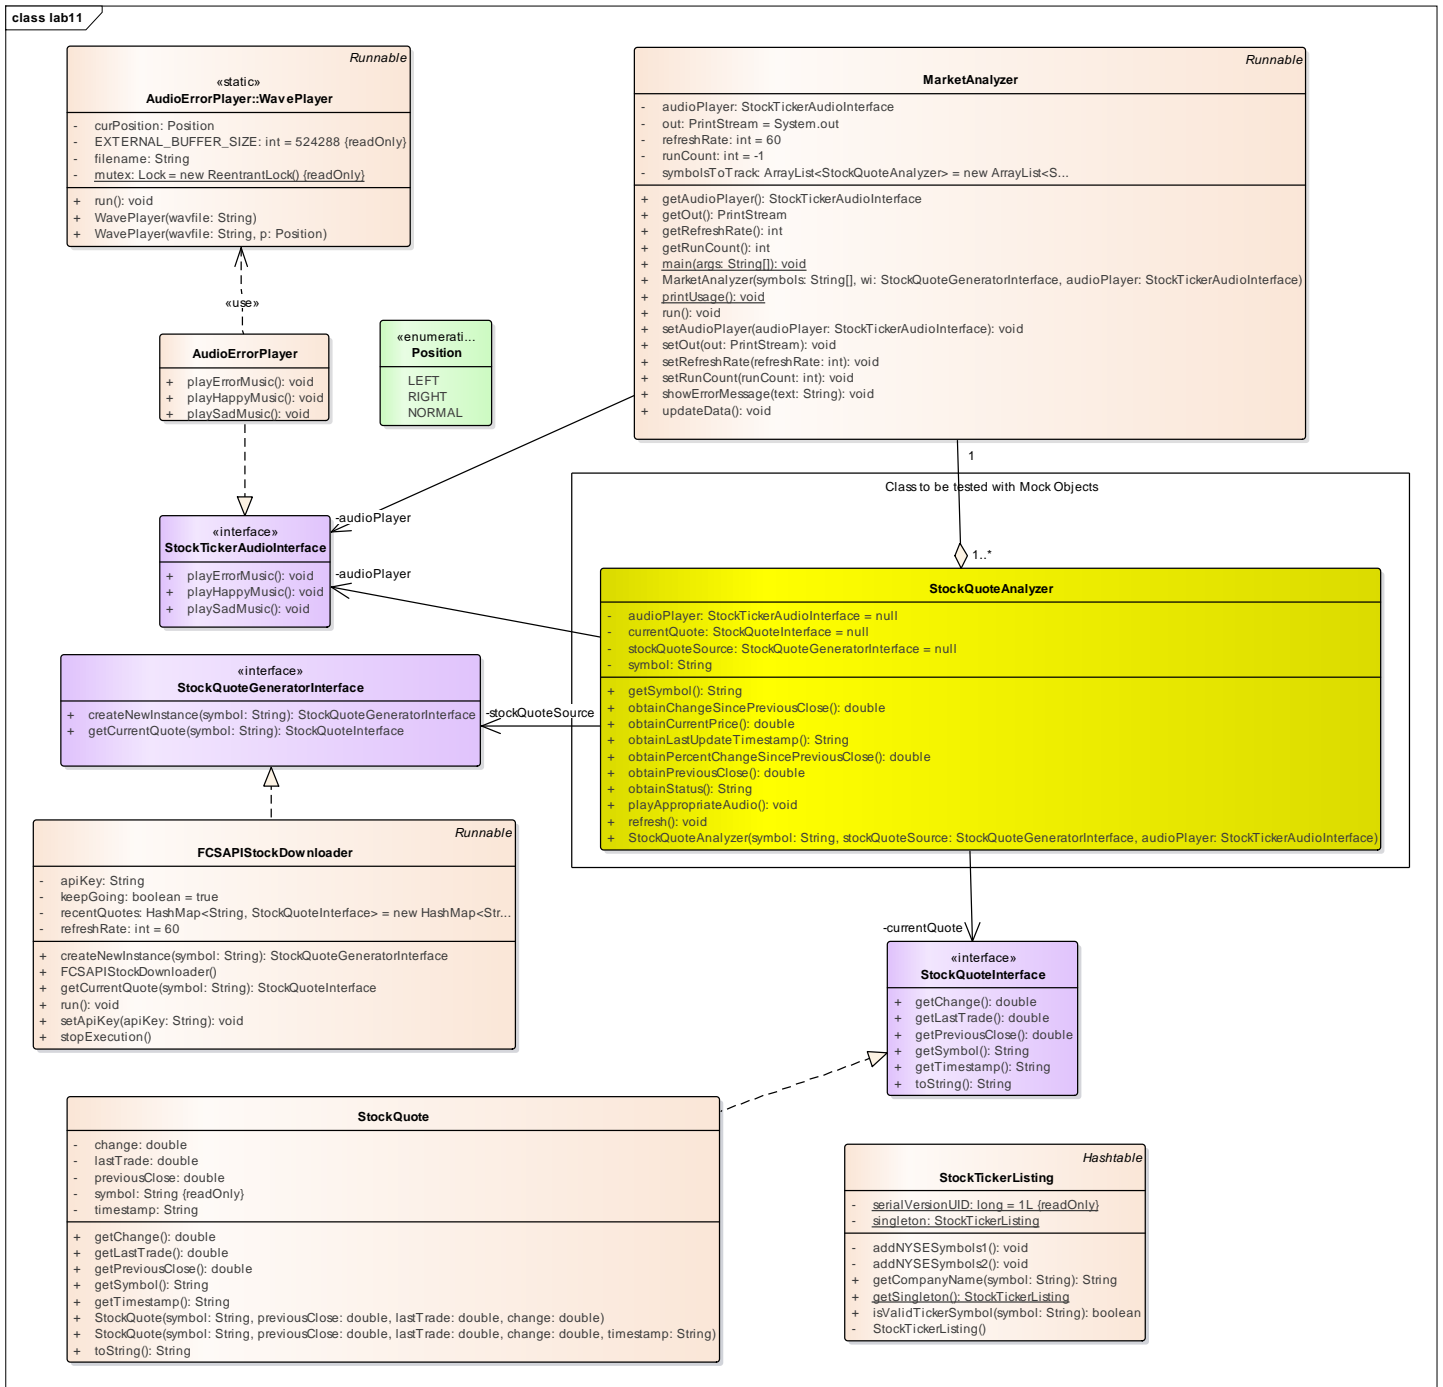 class lab11
Runnable
«static»
AudioErrorPlayer::WavePlayer
- curPosition: Position
- EXTERNAL_BUFFER_SIZE: int = 524288 {readOnly}
- filename: String
- mutex: Lock = new ReentrantLock() {readOnly}
+ run(): void
+ WavePlayer(wavfile: String)
+ WavePlayer(wavfile: String, p: Position)
«use»
AudioErrorPlayer
+ playErrorMusic(): void
+ playHappyMusic(): void
+ playSadMusic(): void
«enumerati...
Position
LEFT
RIGHT
NORMAL
Runnable
MarketAnalyzer
- audioPlayer: StockTickerAudioInterface
- out: PrintStream = System.out
- refreshRate: int = 60
- runCount: int = -1
- symbolsToTrack: ArrayList<StockQuoteAnalyzer> = new ArrayList<S...
+ getAudioPlayer(): StockTickerAudioInterface
+ getOut(): PrintStream
+ getRefreshRate(): int
+ getRunCount(): int
+ main(args: String[]): void
+ MarketAnalyzer(symbols: String[], wi: StockQuoteGeneratorInterface, audioPlayer: StockTickerAudioInterface)
+ printUsage(): void
+ run(): void
+ setAudioPlayer(audioPlayer: StockTickerAudioInterface): void
+ setOut(out: PrintStream): void
+ setRefreshRate(refreshRate: int): void
+ setRunCount(runCount: int): void
+ showErrorMessage(text: String): void
+ updateData(): void
1
Class to be tested with Mock Objects
-audioPlayer
1..*
«interface»
StockTickerAudioInterface
+ playErrorMusic(): void
+ playHappyMusic(): void
+ playSadMusic(): void
-audioPlayer
StockQuoteAnalyzer
- audioPlayer: StockTickerAudioInterface = null
- currentQuote: StockQuoteInterface = null
- stockQuoteSource: StockQuoteGeneratorInterface = null
- symbol: String
+ getSymbol(): String
+ obtainChangeSincePreviousClose(): double
+ obtainCurrentPrice(): double
+ obtainLastUpdateTimestamp(): String
+ obtainPercentChangeSincePreviousClose(): double
+ obtainPreviousClose(): double
+ obtainStatus(): String
+ playAppropriateAudio(): void
+ refresh(): void
+ StockQuoteAnalyzer(symbol: String, stockQuoteSource: StockQuoteGeneratorInterface, audioPlayer: StockTickerAudioInterface)
«interface»
StockQuoteGeneratorInterface
+ createNewInstance(symbol: String): StockQuoteGeneratorInterface
+ getCurrentQuote(symbol: String): StockQuoteInterface
-stockQuoteSource
Runnable
FCSAPIStockDownloader
- apiKey: String
- keepGoing: boolean = true
- recentQuotes: HashMap<String, StockQuoteInterface> = new HashMap<Str...
- refreshRate: int = 60
+ createNewInstance(symbol: String): StockQuoteGeneratorInterface
+ FCSAPIStockDownloader()
+ getCurrentQuote(symbol: String): StockQuoteInterface
+ run(): void
+ setApiKey(apiKey: String): void
+ stopExecution()
-currentQuote
«interface»
StockQuoteInterface
+ getChange(): double
+ getLastTrade(): double
+ getPreviousClose(): double
+ getSymbol(): String
+ getTimestamp(): String
+ toString(): String
StockQuote
- change: double
- lastTrade: double
- previousClose: double
- symbol: String {readOnly}
- timestamp: String
+ getChange(): double
+ getLastTrade(): double
+ getPreviousClose(): double
+ getSymbol(): String
+ getTimestamp(): String
+ StockQuote(symbol: String, previousClose: double, lastTrade: double, change: double)
+ StockQuote(symbol: String, previousClose: double, lastTrade: double, change: double, timestamp: String)
+ toString(): String
Hashtable
StockTickerListing
- serialVersionUID: long = 1L {readOnly}
- singleton: StockTickerListing
- addNYSESymbols1(): void
- addNYSESymbols2(): void
+ getCompanyName(symbol: String): String
+ getSingleton(): StockTickerListing
+ isValidTickerSymbol(symbol: String): boolean
- StockTickerListing()